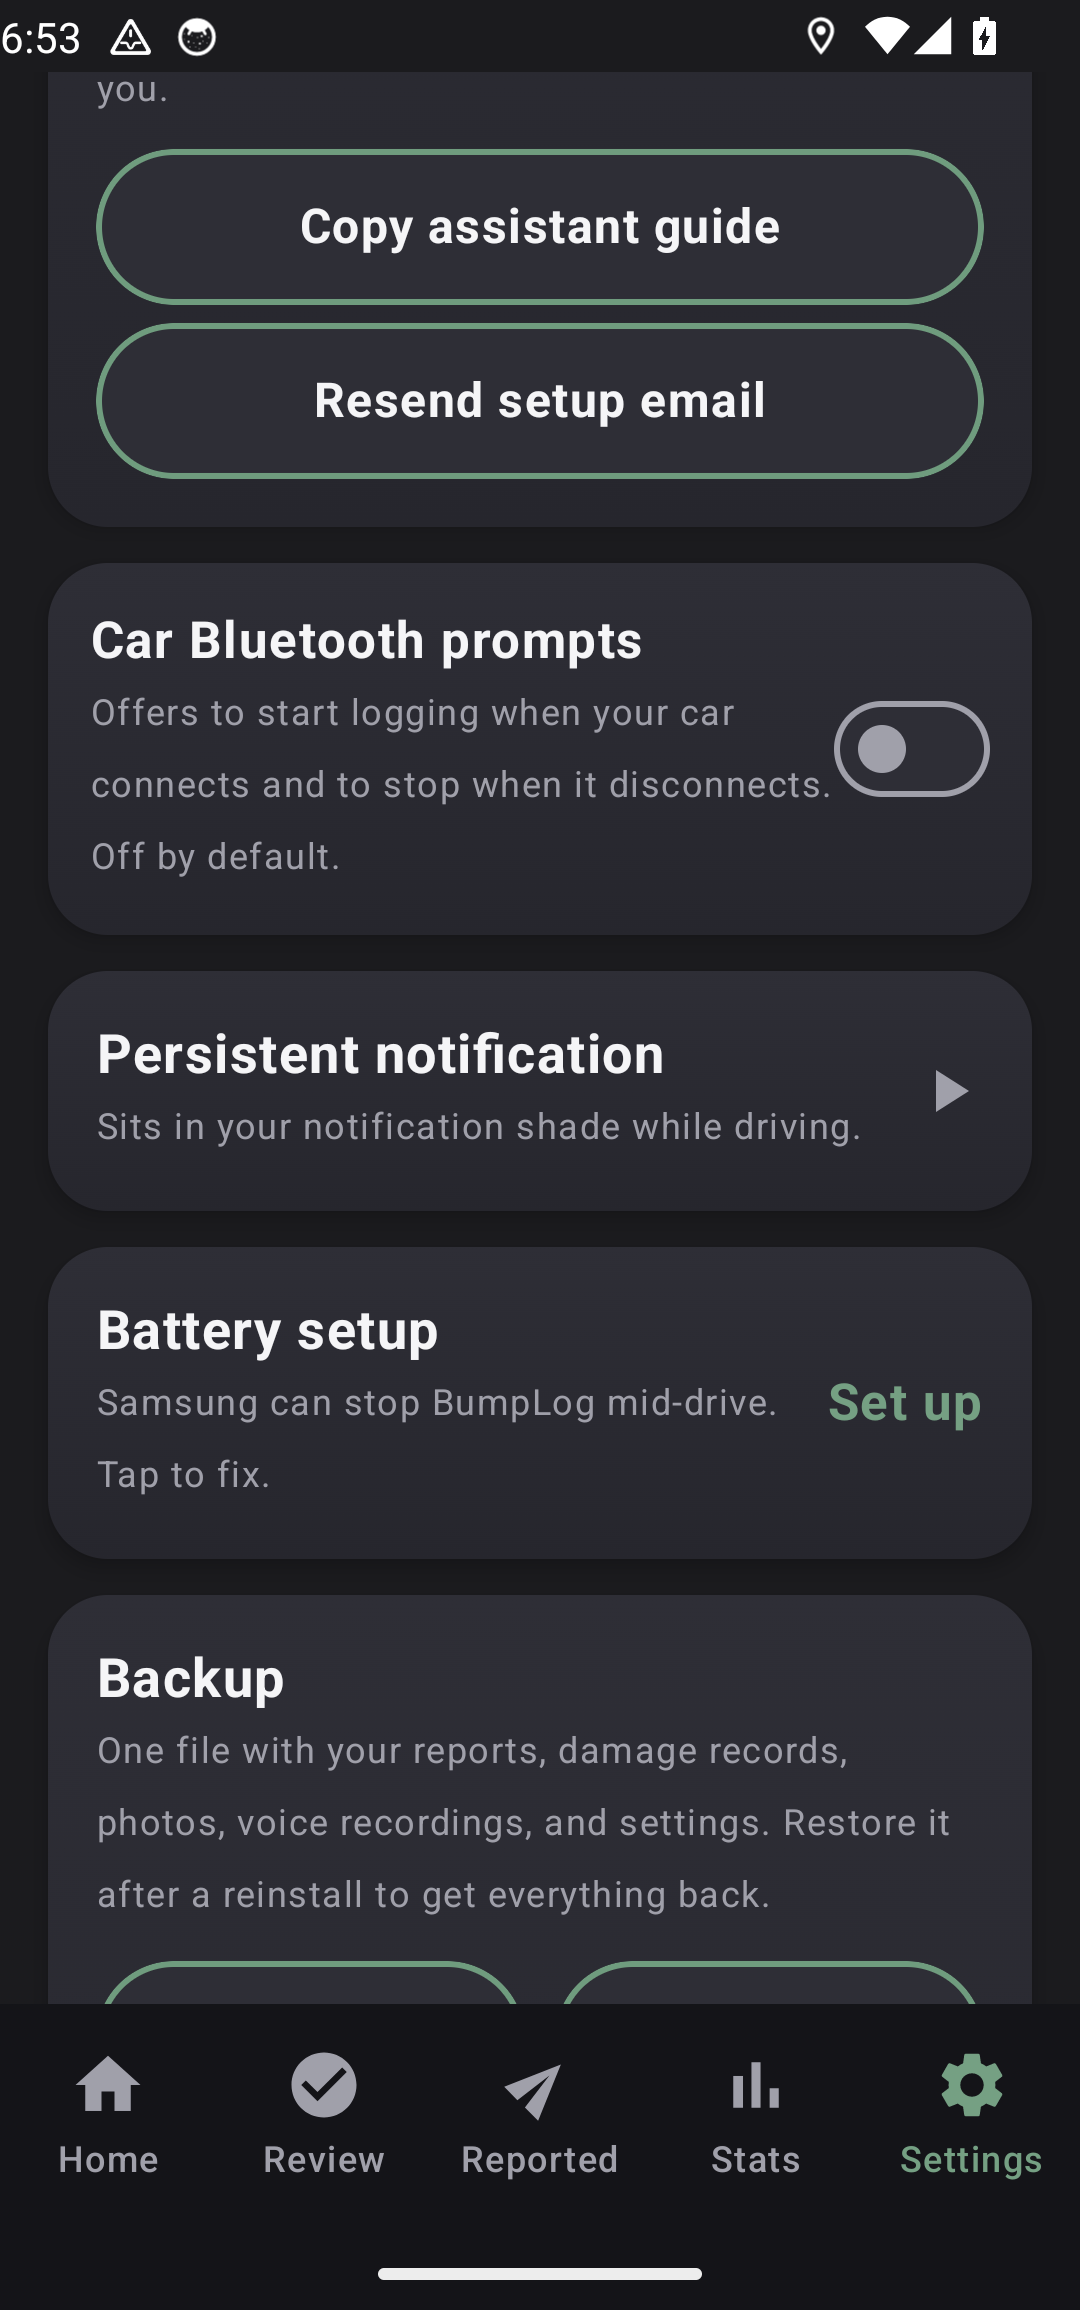 6:53
you.
Copy assistant guide
Resend setup email
Car Bluetooth prompts
Offers to start logging when your car
connects and to stop when it disconnects.
Off by default.
Persistent notification
Sits in your notification shade while driving.
Battery setup
Samsung can stop BumpLog mid-drive.
Tap to fix.
Set up
Backup
One file with your reports, damage records,
photos, voice recordings, and settings. Restore it
after a reinstall to get everything back.
Home
Review
Reported
Stats
Settings